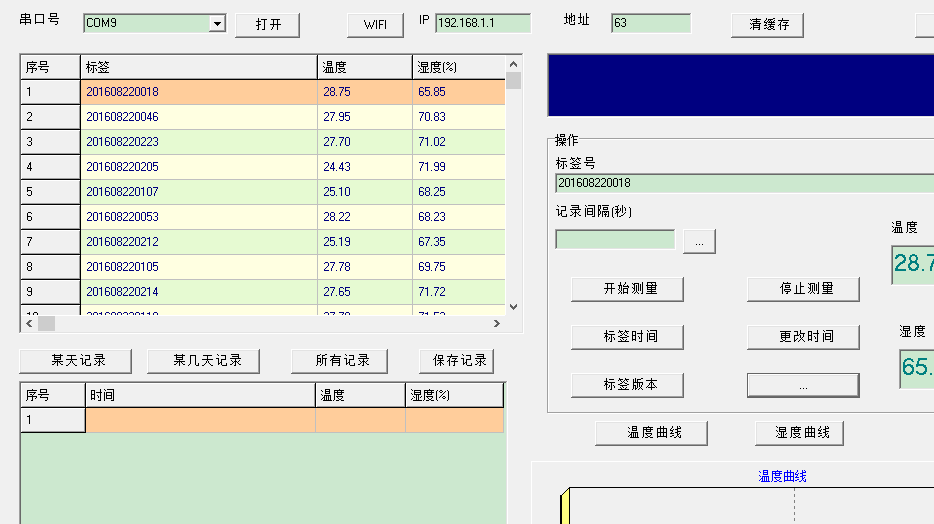 串口号 COM9 打开 WIFI IP 192.168.1.1 地址 63 清缓存
序号 标签 温度 湿度(%)
1 201608220018 28.75 65.85
2 201608220046 27.95 70.83
3 201608220223 27.70 71.02
4 201608220205 24.43 71.99
5 201608220107 25.10 68.25
6 201608220053 28.22 68.23
7 201608220212 25.19 67.35
8 201608220105 27.78 69.75
9 201608220214 27.65 71.72
某天记录 某几天记录 所有记录 保存记录
序号 时间 温度 湿度(%)
1
操作
标签号
201608220018
记录间隔(秒)
...
温度
28.7
开始测量 停止测量
标签时间 更改时间
湿度
65.
标签版本 ...
温度曲线 湿度曲线
温度曲线